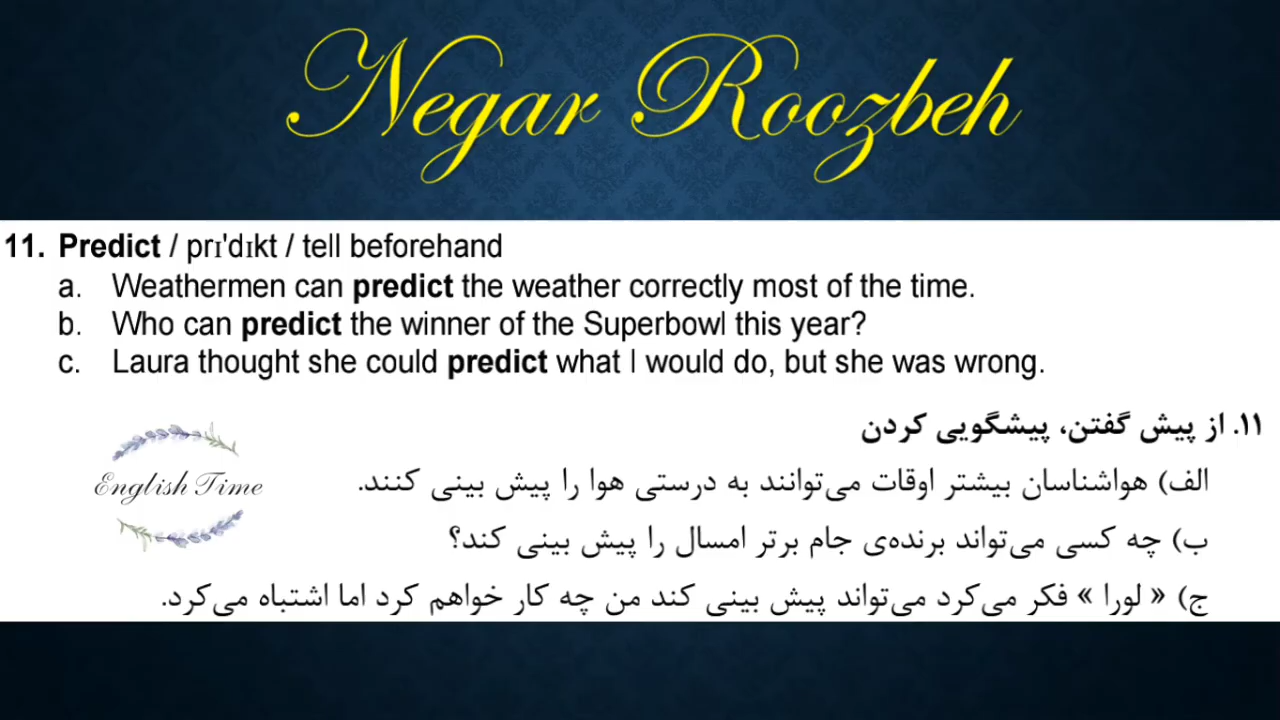 Negar Roozbeh
11. Predict / prɪ'dɪkt / tell beforehand
a. Weathermen can predict the weather correctly most of the time.
b. Who can predict the winner of the Superbowl this year?
c. Laura thought she could predict what I would do, but she was wrong.
۱۱. از پیش گفتن، پیشگویی کردن
الف) هواشناسان بیشتر اوقات می‌توانند به درستی هوا را پیش بینی کنند.
English Time
ب) چه کسی می‌تواند برنده‌ی جام برتر امسال را پیش بینی کند؟
ج) « لورا » فکر می‌کرد می‌تواند پیش بینی کند من چه کار خواهم کرد اما اشتباه می‌کرد.